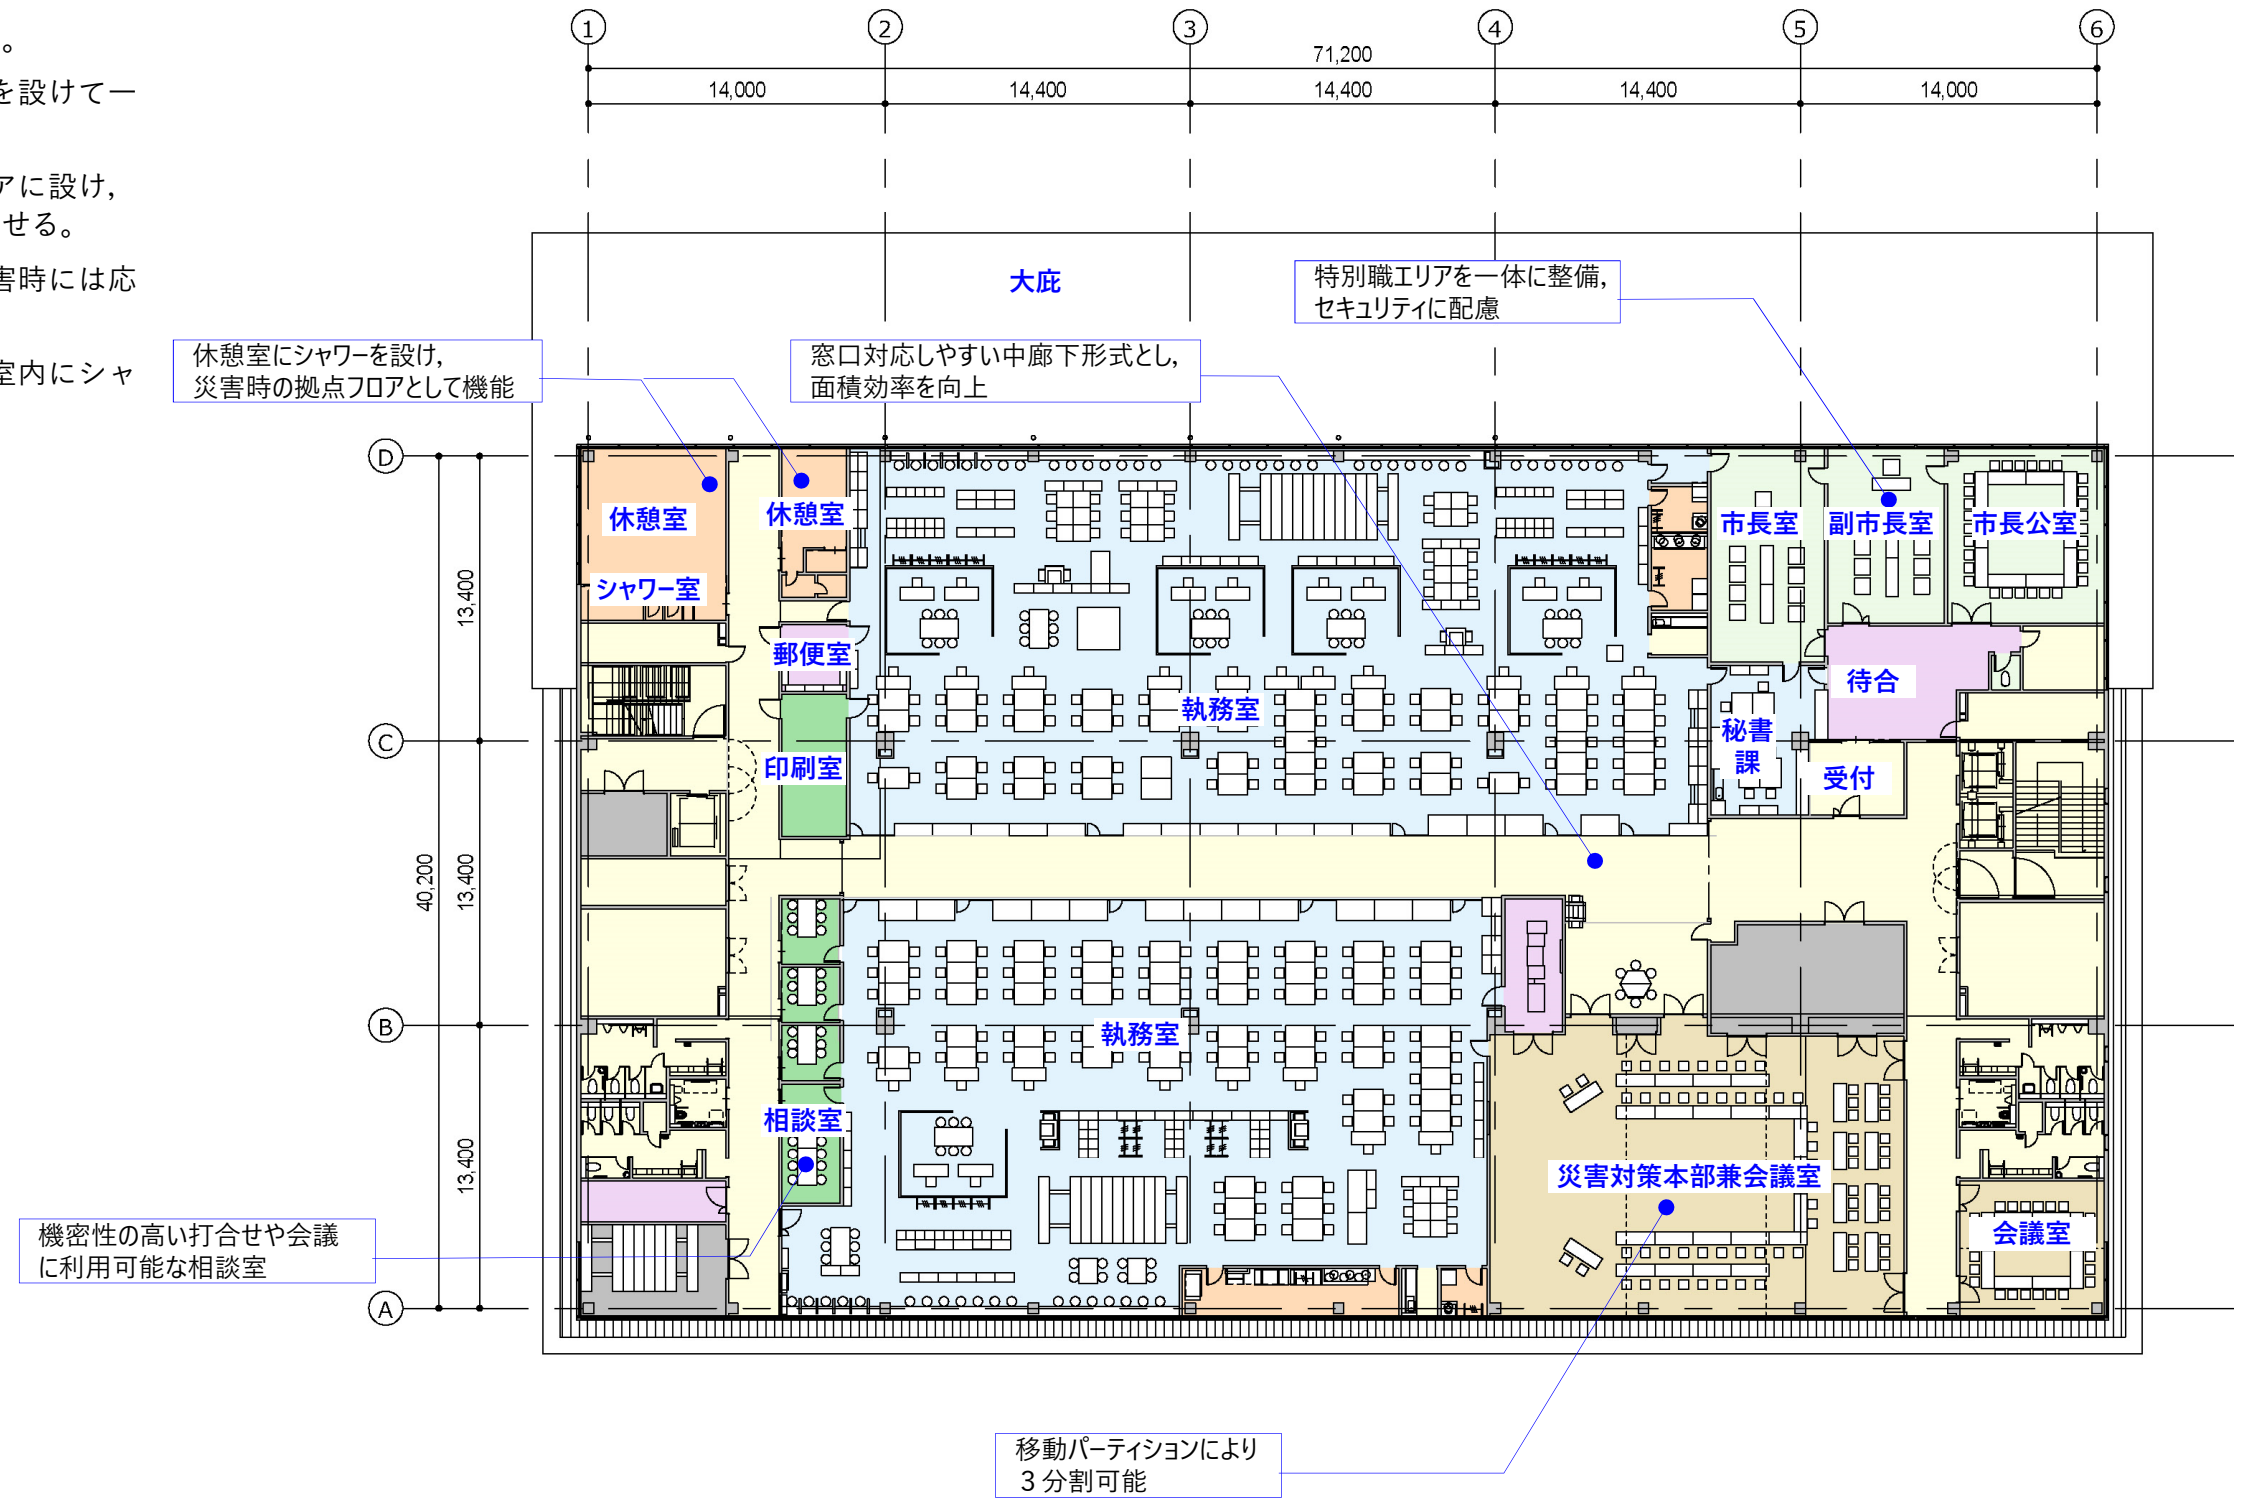 。
を設けて一
アに設け,
せる。
害時には応
室内にシャ
1
2
3
4
5
6
71,200
14,000
14,400
14,400
14,400
14,000
大庇
特別職エリアを一体に整備,
セキュリティに配慮
休憩室にシャワーを設け,
災害時の拠点フロアとして機能
窓口対応しやすい中廊下形式とし,
面積効率を向上
D
C
B
A
13,400
13,400
13,400
40,200
休憩室
シャワー室
休憩室
郵便室
印刷室
執務室
市長室
副市長室
市長公室
待合
秘書
課
受付
執務室
相談室
災害対策本部兼会議室
会議室
機密性の高い打合せや会議
に利用可能な相談室
移動パーティションにより
3分割可能